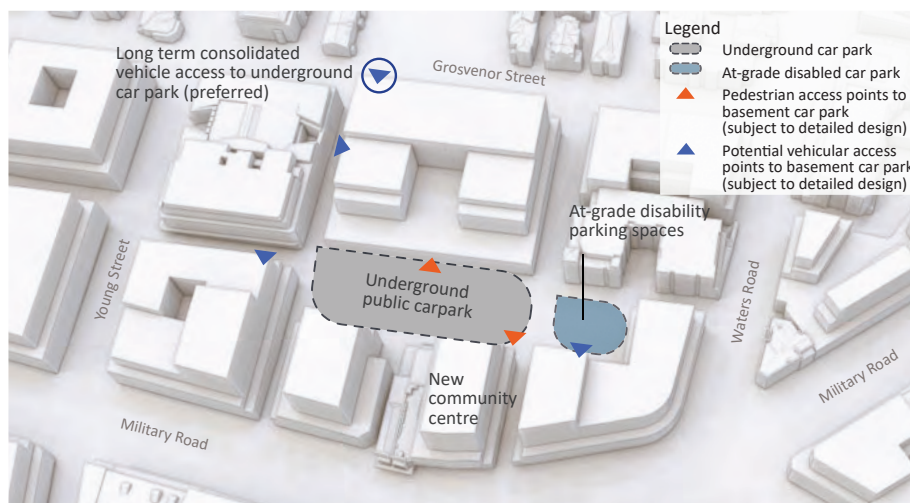 Long term consolidated
vehicle access to underground
car park (preferred)
Grosvenor Street
Legend
Underground car park
At-grade disabled car park
Pedestrian access points to
basement car park
(subject to detailed design)
Potential vehicular access
points to basement car park
(subject to detailed design)
At-grade disability
parking spaces
Young Street
Underground
public carpark
Waters Road
New
community
centre
Military Road
Military Road